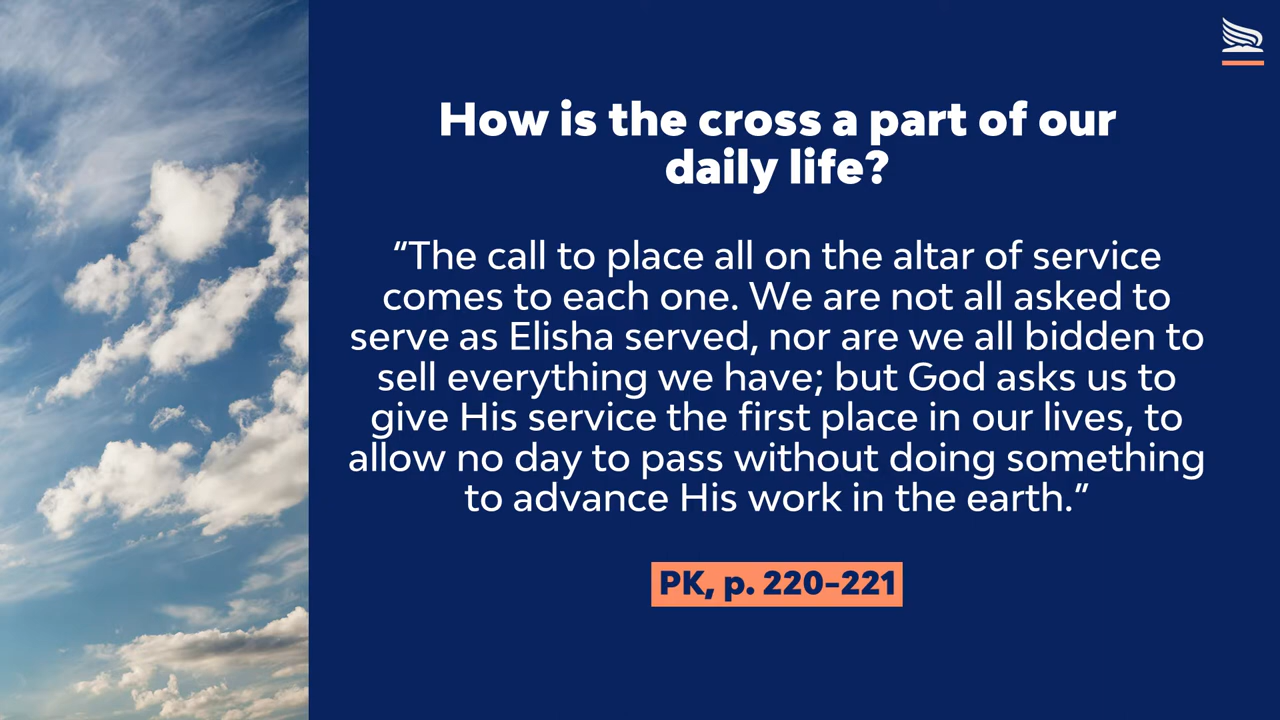 How is the cross a part of our
daily life?
“The call to place all on the altar of service
comes to each one. We are not all asked to
serve as Elisha served, nor are we all bidden to
sell everything we have; but God asks us to
give His service the first place in our lives, to
allow no day to pass without doing something
to advance His work in the earth.”
PK, p. 220–221